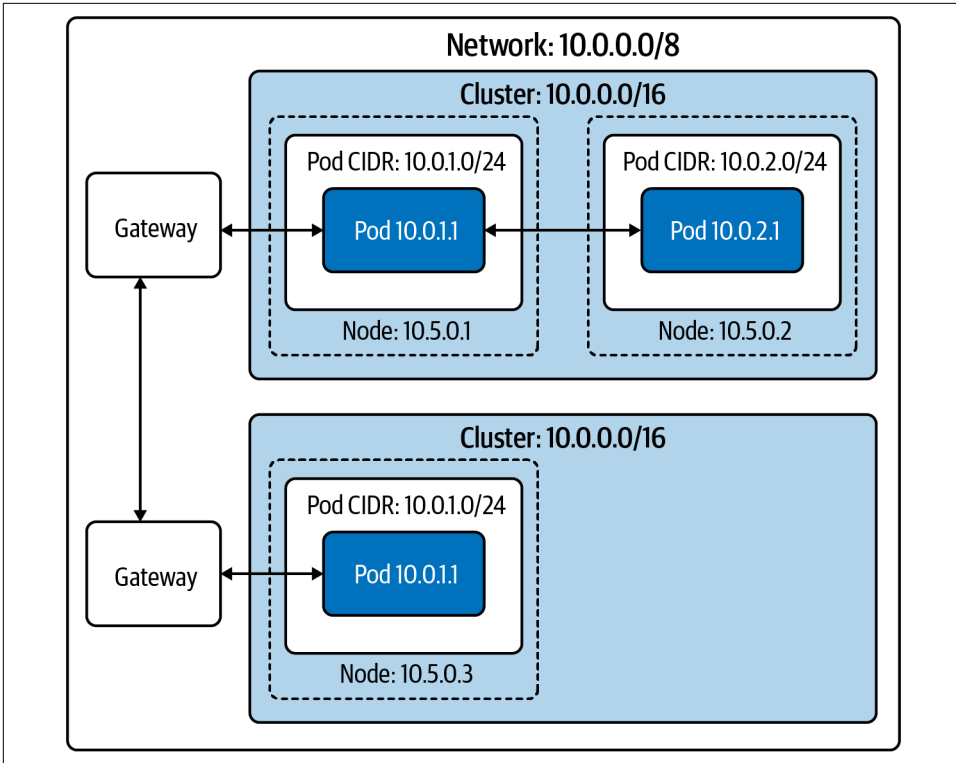 Network: 10.0.0.0/8
Cluster: 10.0.0.0/16
Pod CIDR: 10.0.1.0/24
Pod CIDR: 10.0.2.0/24
Gateway
Pod 10.0.1.1
Pod 10.0.2.1
Node: 10.5.0.1
Node: 10.5.0.2
Cluster: 10.0.0.0/16
Pod CIDR: 10.0.1.0/24
Gateway
Pod 10.0.1.1
Node: 10.5.0.3